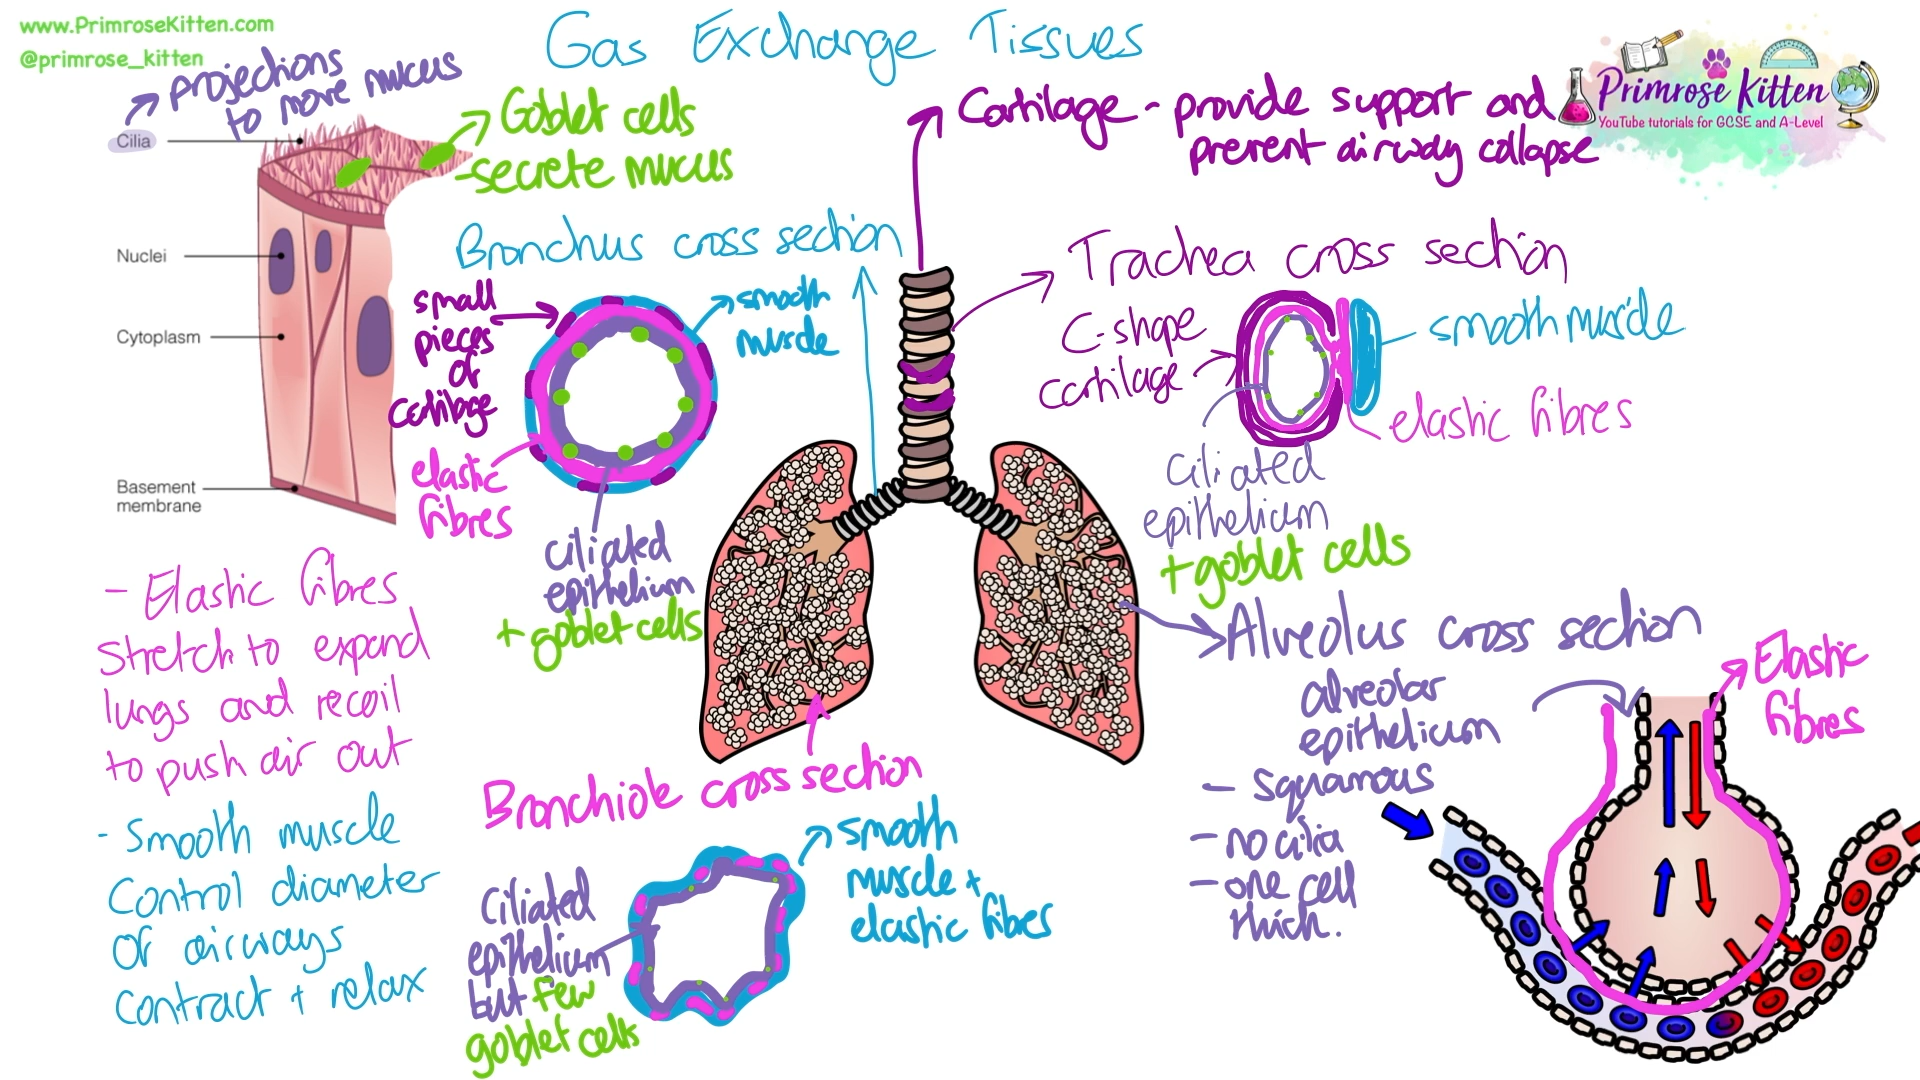 www.PrimroseKitten.com
@primrose_kitten
Gas Exchange Tissues
Primrose Kitten
YouTube tutorials for GCSE and A-Level
projections
to move mucus
Cilia
Goblet cells
-secrete mucus
Nuclei
Cytoplasm
Basement
membrane
Cartilage - provide support and
prevent airway collapse
Bronchus cross section
small
pieces
of
cartilage
smooth
muscle
elastic
fibres
ciliated
epithelium
+ goblet cells
Trachea cross section
C-shape
cartilage
smooth muscle
elastic fibres
ciliated
epithelium
+ goblet cells
- Elastic fibres
stretch to expand
lungs and recoil
to push air out
- Smooth muscle
control diameter
of airways
contract + relax
Bronchiole cross section
smooth
muscle +
elastic fibres
ciliated
epithelium
but few
goblet cells
Alveolus cross section
alveolar
epithelium
- squamous
- no cilia
- one cell
thick.
Elastic
fibres